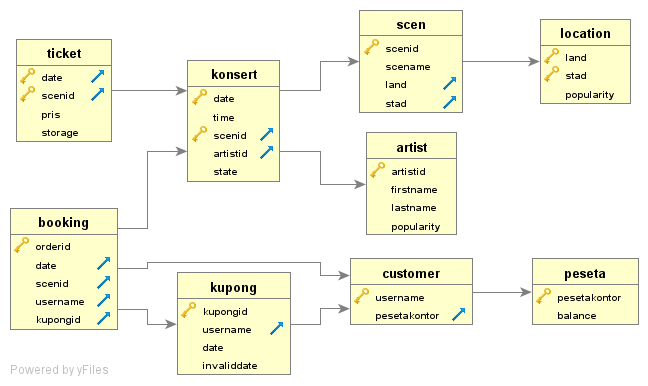 ticket
date
scenid
pris
storage
konsert
date
time
scenid
artistid
state
scen
scenid
scename
land
stad
location
land
stad
popularity
artist
artistid
firstname
lastname
popularity
booking
orderid
date
scenid
username
kupongid
kupong
kupongid
username
date
invaliddate
customer
username
pesetakontor
peseta
pesetakontor
balance
Powered by yFiles